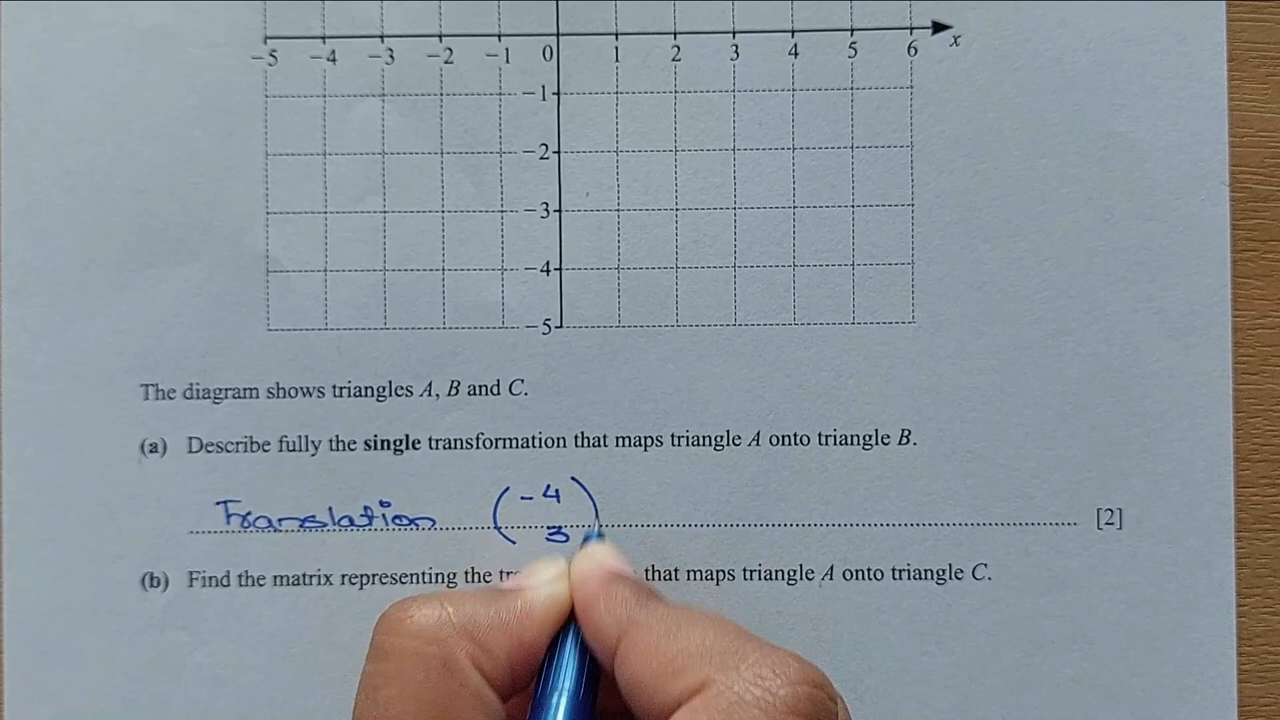 -5 -4 -3 -2 -1 0 1 2 3 4 5 6 x
-1
-2
-3
-4
-5
The diagram shows triangles A, B and C.
(a) Describe fully the single transformation that maps triangle A onto triangle B.
Translation (-4
3) [2]
(b) Find the matrix representing the that maps triangle A onto triangle C.